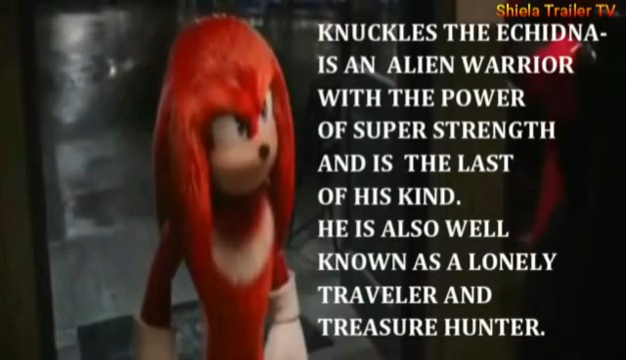 Shiela Trailer TV
KNUCKLES THE ECHIDNA-
IS AN ALIEN WARRIOR
WITH THE POWER
OF SUPER STRENGTH
AND IS THE LAST
OF HIS KIND.
HE IS ALSO WELL
KNOWN AS A LONELY
TRAVELER AND
TREASURE HUNTER.